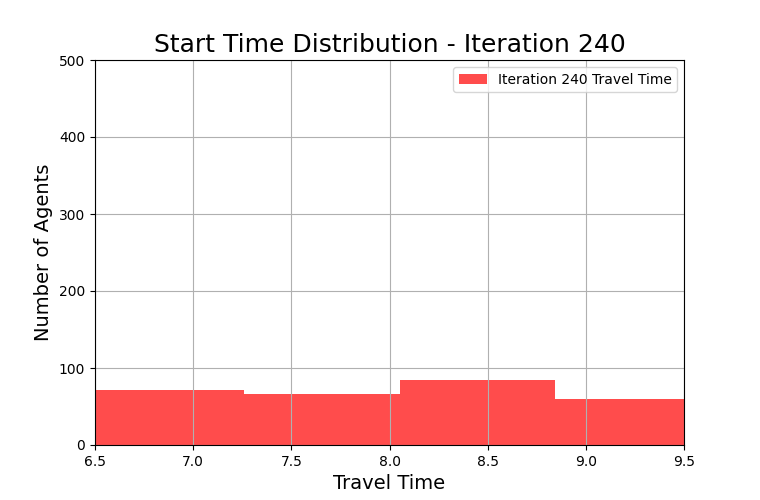 Start Time Distribution - Iteration 240
500
Iteration 240 Travel Time
400
300
200
100
0
Number of Agents
6.5 7.0 7.5 8.0 8.5 9.0 9.5
Travel Time